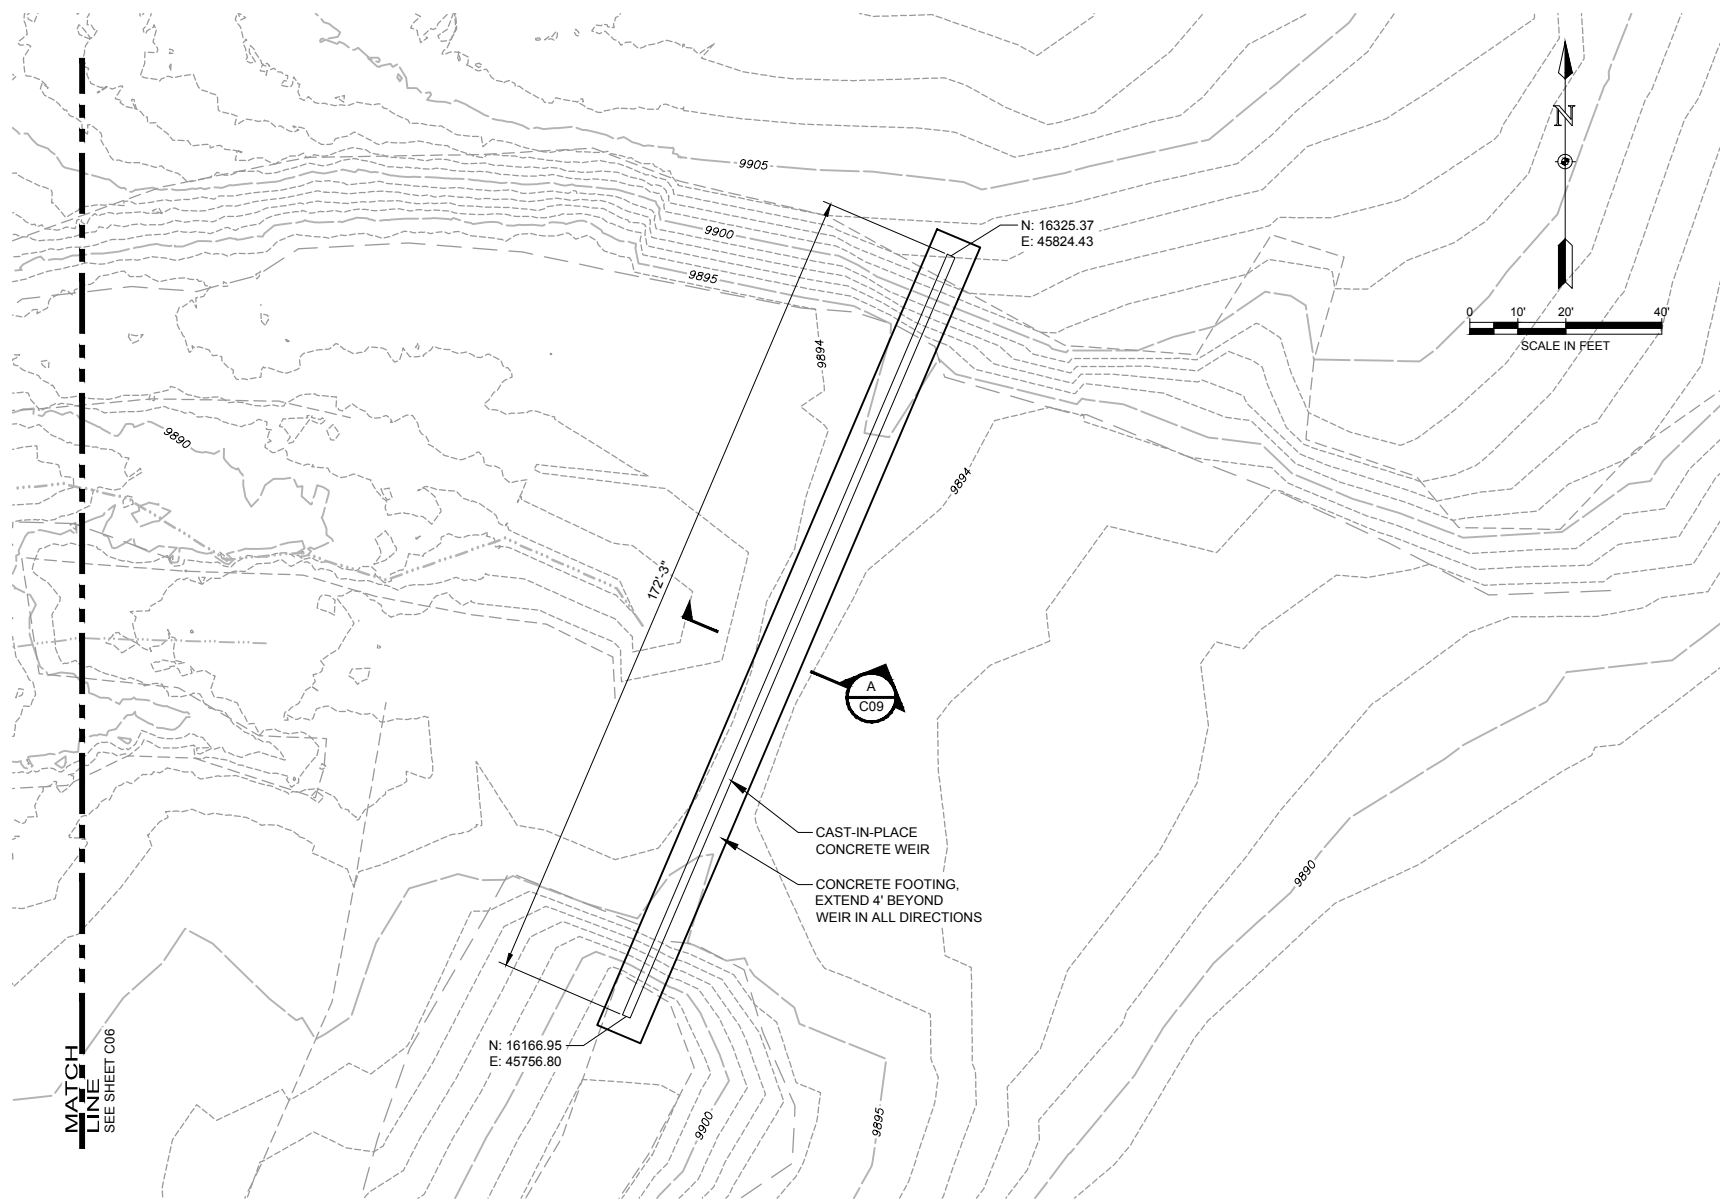 9905
N: 16325.37
E: 45824.43
9900
9895
N
0 10' 20' 40'
SCALE IN FEET
9894
9890
9894
172'-3"
A
C09
CAST-IN-PLACE
CONCRETE WEIR
CONCRETE FOOTING,
EXTEND 4' BEYOND
WEIR IN ALL DIRECTIONS
9890
N: 16166.95
E: 45756.80
MATCH
LINE
SEE SHEET C06
9900
9895